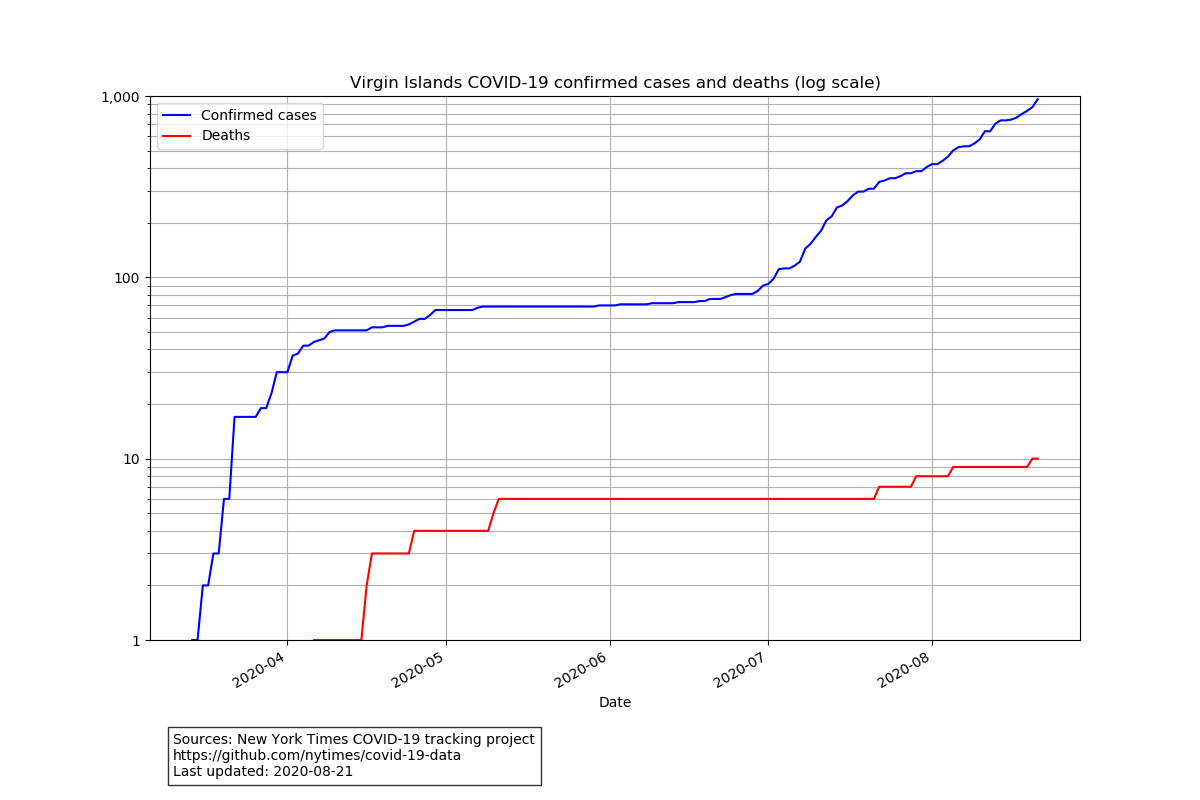 Virgin Islands COVID-19 confirmed cases and deaths (log scale)
1,000
100
10
1
Confirmed cases
Deaths
2020-04
2020-05
2020-06
2020-07
2020-08
Date
Sources: New York Times COVID-19 tracking project
https://github.com/nytimes/covid-19-data
Last updated: 2020-08-21